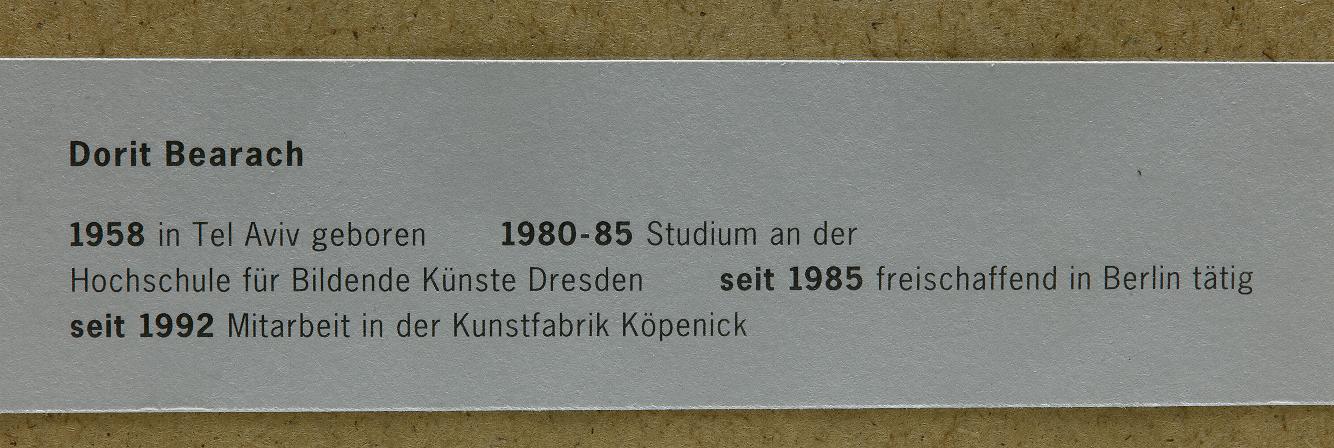 Dorit Bearach
1958 in Tel Aviv geboren 1980-85 Studium an der
Hochschule für Bildende Künste Dresden seit 1985 freischaffend in Berlin tätig
seit 1992 Mitarbeit in der Kunstfabrik Köpenick